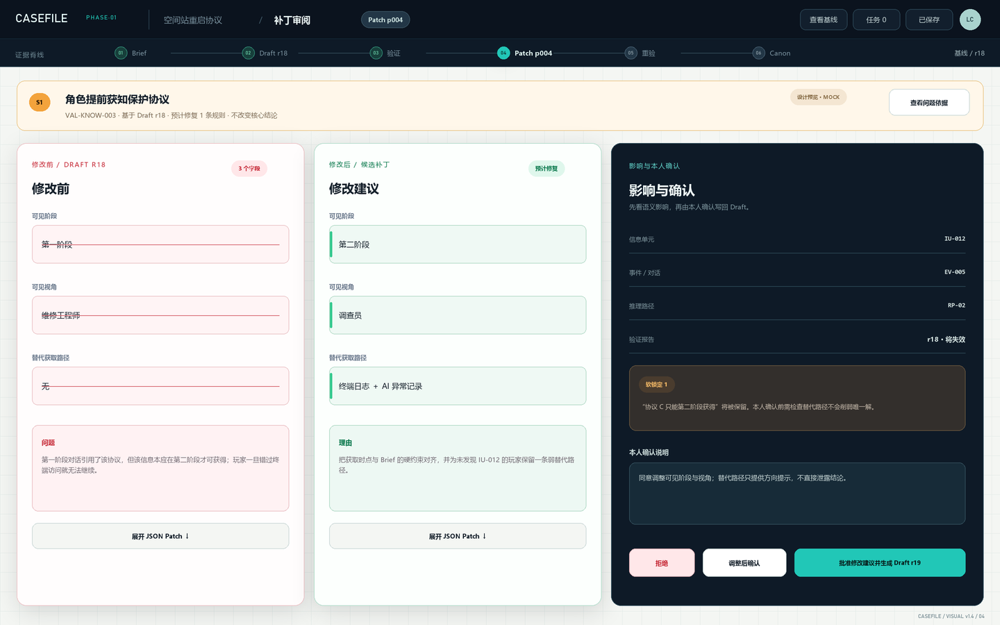 CASEFILE
PHASE·01
空间站重启协议
/
补丁审阅
Patch p004
查看基线
任务 0
已保存
LC
证据脊线
01 Brief
02 Draft r18
03 验证
04 Patch p004
05 重验
06 Canon
基线 / r18
S1
角色提前获知保护协议
VAL-KNOW-003 · 基于 Draft r18 · 预计修复 1 条规则 · 不改变核心结论
设计预览 · MOCK
查看问题依据
修改前 / DRAFT R18
3 个字段
修改前
可见阶段
第一阶段
可见视角
维修工程师
替代获取路径
无
问题
第一阶段对话引用了该协议，但该信息本应在第二阶段才可获得；玩家一旦错过终
端访问就无法继续。
展开 JSON Patch ↓
修改后 / 候选补丁
预计修复
修改建议
可见阶段
第二阶段
可见视角
调查员
替代获取路径
终端日志 + AI 异常记录
理由
把获取时点与 Brief 的硬约束对齐，并为未发现 IU-012 的玩家保留一条弱替代路
径。
展开 JSON Patch ↓
影响与本人确认
影响与确认
先看语义影响，再由本人确认写回 Draft。
信息单元
IU-012
事件 / 对话
EV-005
推理路径
RP-02
验证报告
r18 · 将失效
软锁定 1
“协议 C 只能第二阶段获得”将被保留。本人确认前需检查替代路径不会削弱唯一解。
本人确认说明
同意调整可见阶段与视角；替代路径只提供方向提示，不直接泄露结论。
拒绝
调整后确认
批准修改建议并生成 Draft r19
CASEFILE / VISUAL v1.4 / 04